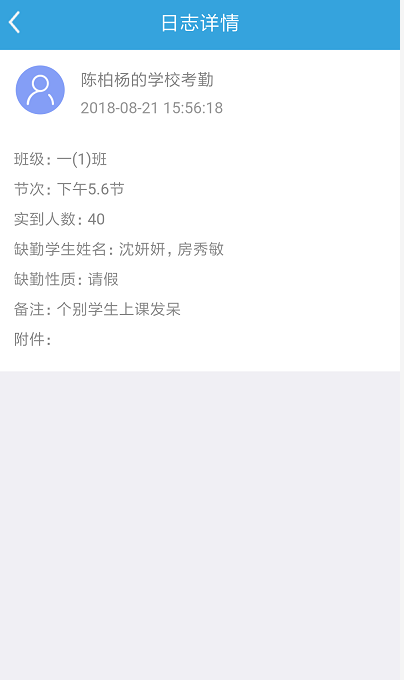 日志详情
陈柏杨的学校考勤
2018-08-21 15:56:18
班级：一(1)班
节次：下午5.6节
实到人数：40
缺勤学生姓名：沈妍妍，房秀敏
缺勤性质：请假
备注：个别学生上课发呆
附件：